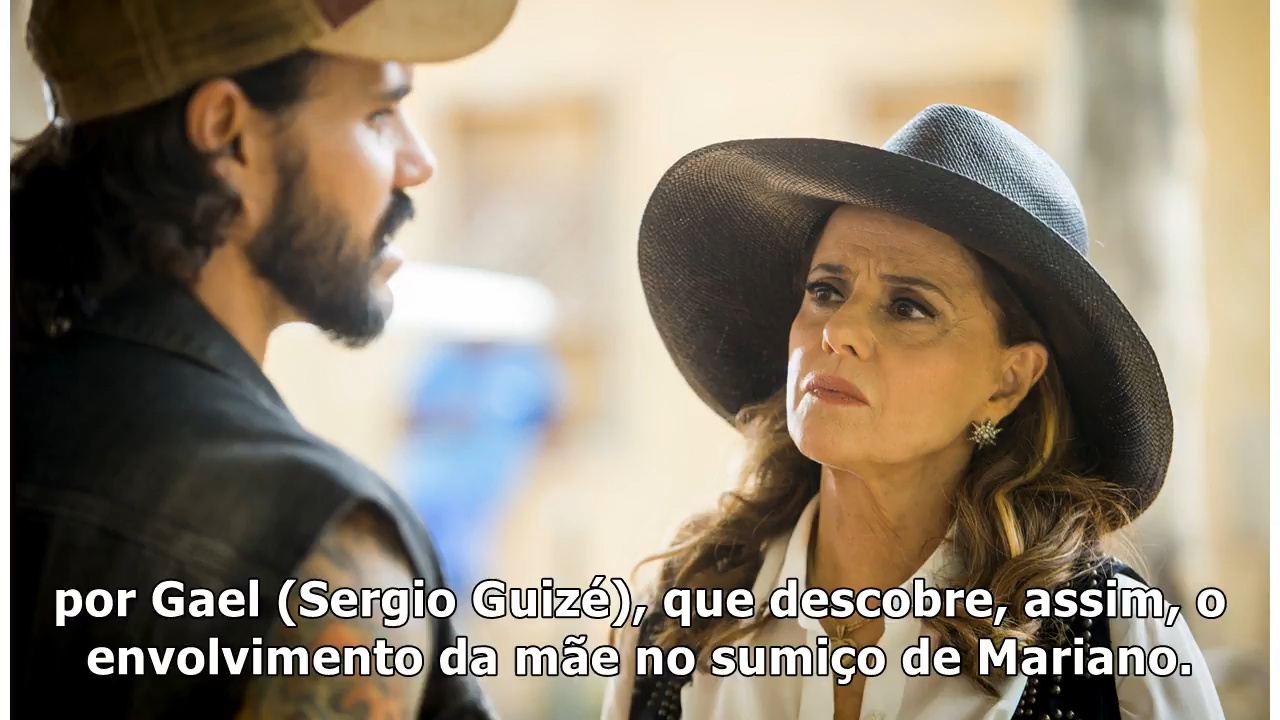 por Gael (Sergio Guizé), que descobre, assim, o
envolvimento da mãe no sumiço de Mariano.